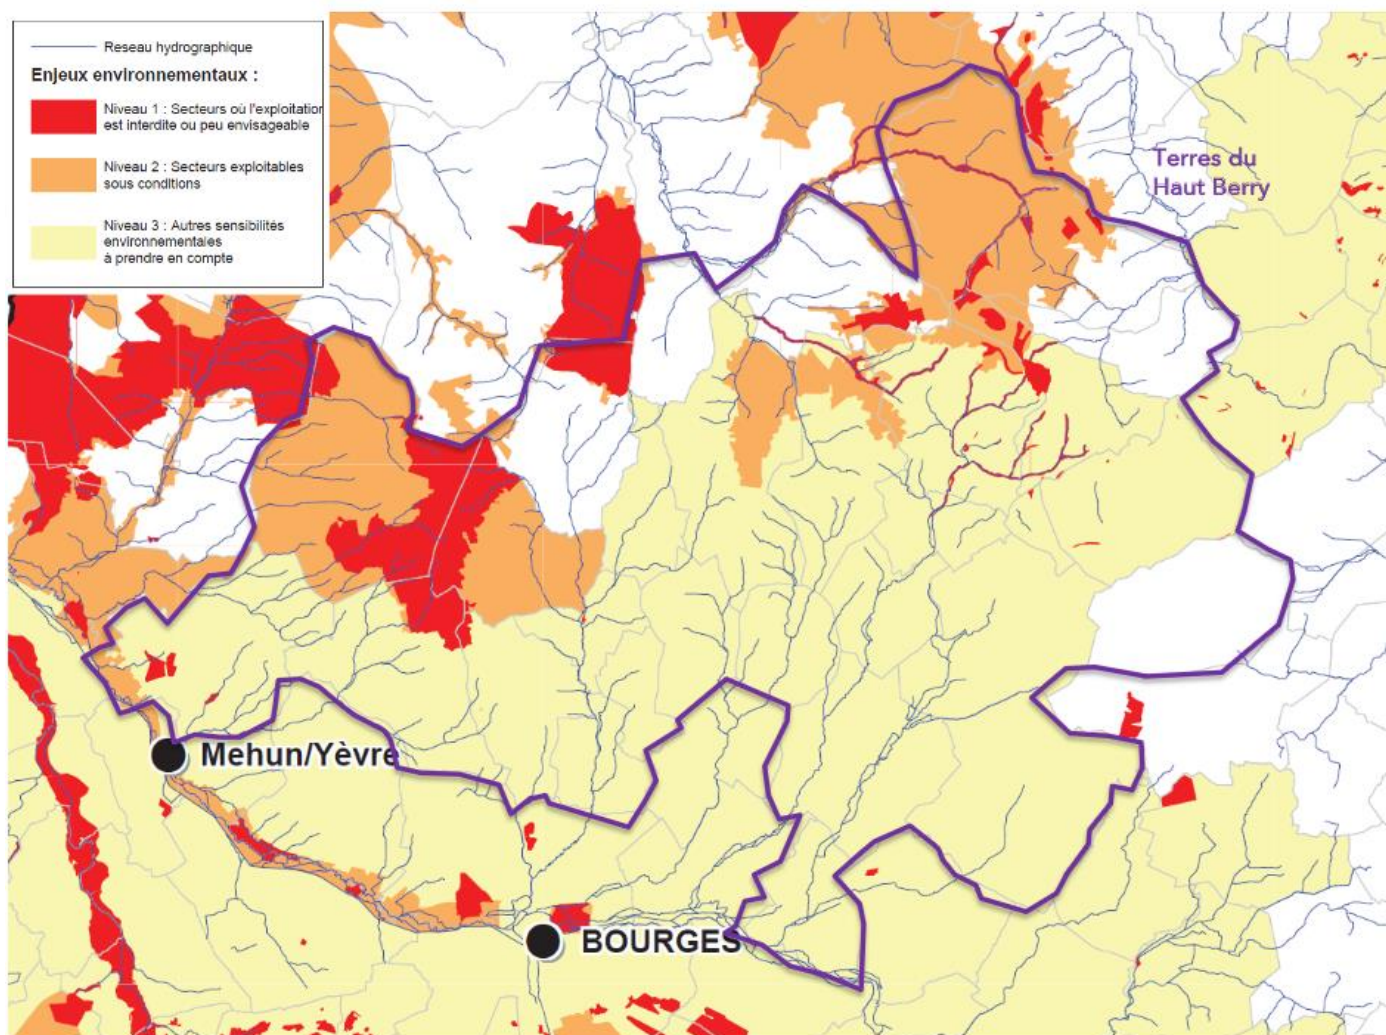 Reseau hydrographique
Enjeux environnementaux :
Niveau 1 : Secteurs où l'exploitation
est interdite ou peu envisageable
Niveau 2 : Secteurs exploitables
sous conditions
Niveau 3 : Autres sensibilités
environnementales
à prendre en compte
Terres du
Haut Berry
Mehun/Yèvre
BOURGES